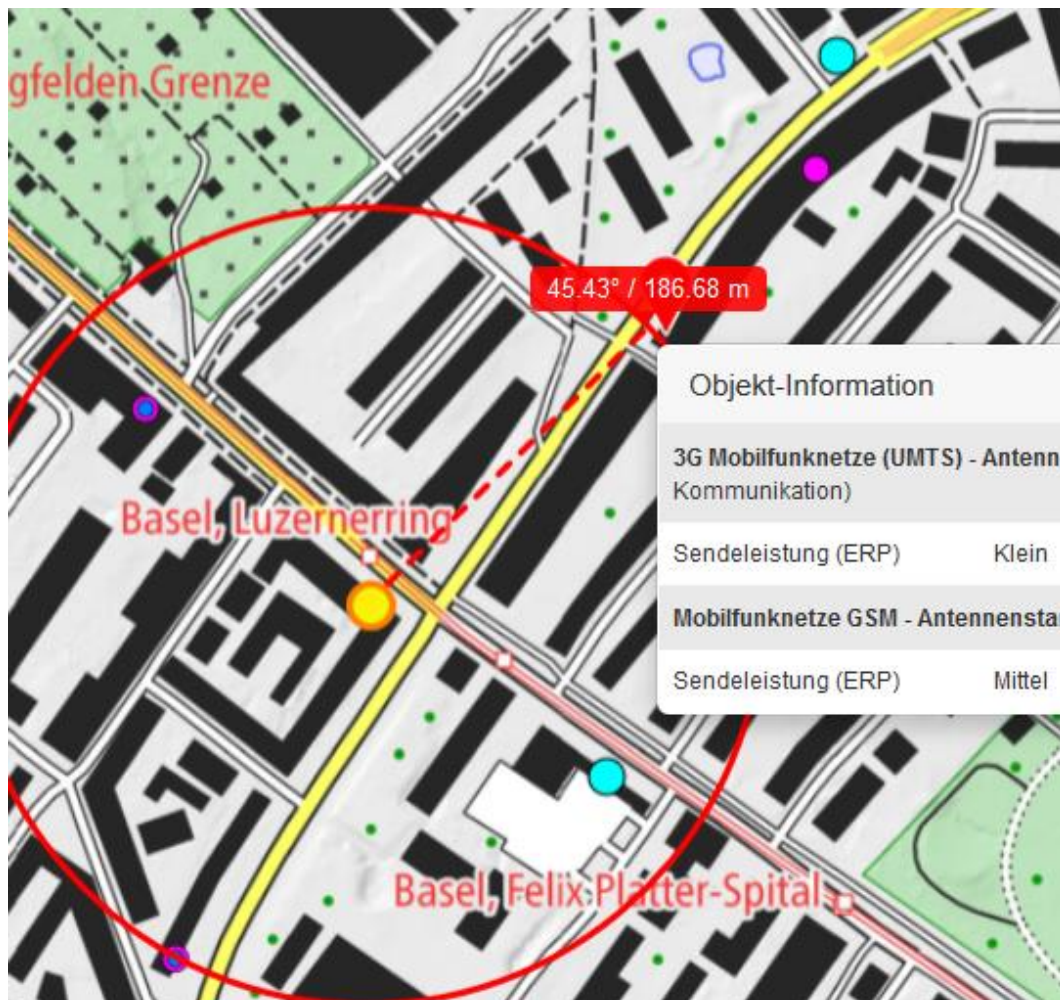 gfelden Grenze
45.43° / 186.68 m
Objekt-Information
3G Mobilfunknetze (UMTS) - Antenn
Kommunikation)
Basel, Luzernerring
Sendeleistung (ERP) Klein
Mobilfunknetze GSM - Antennensta
Sendeleistung (ERP) Mittel
Basel, Felix Platter-Spital